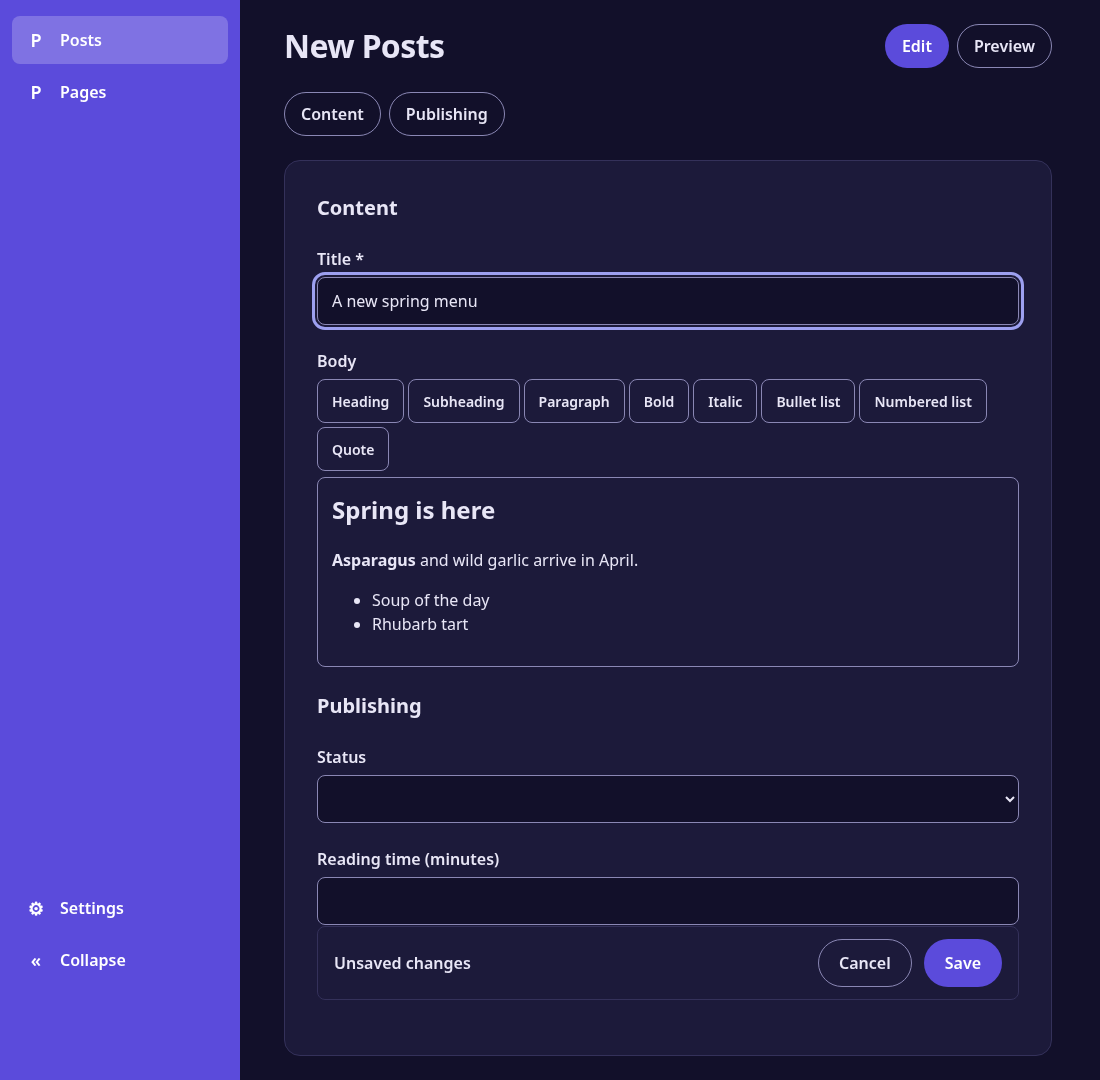 P Posts
P Pages
⚙ Settings
« Collapse
New Posts
Edit Preview
Content Publishing
Content
Title *
A new spring menu
Body
Heading Subheading Paragraph Bold Italic Bullet list Numbered list
Quote
Spring is here
Asparagus and wild garlic arrive in April.
• Soup of the day
• Rhubarb tart
Publishing
Status
Reading time (minutes)
Unsaved changes Cancel Save